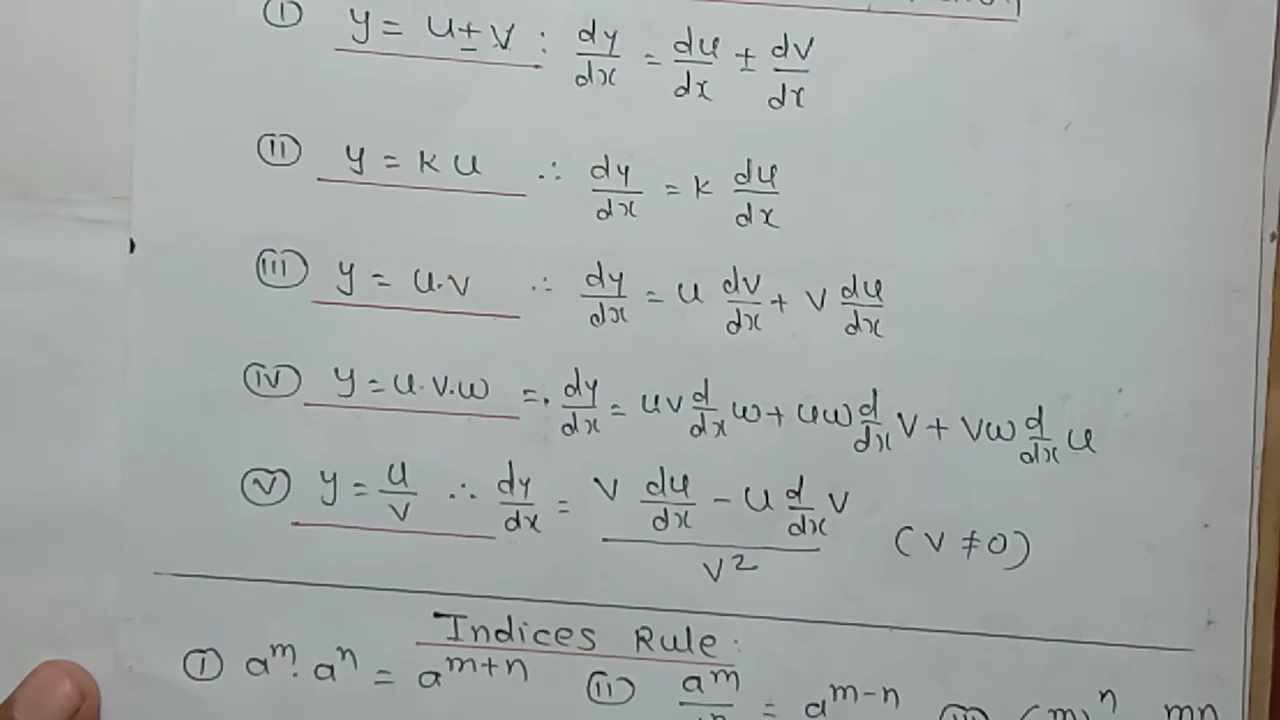 (i) y = u ± v : dy/dx = du/dx ± dv/dx
(ii) y = k u ∴ dy/dx = k du/dx
(iii) y = u.v ∴ dy/dx = u dv/dx + v du/dx
(iv) y = u.v.w =. dy/dx = uv d/dx w + uw d/dx v + vw d/dx u
(v) y = u/v ∴ dy/dx = (v du/dx - u d/dx v)/v² (v ≠ 0)
Indices Rule :
(i) aᵐ. aⁿ = aᵐ⁺ⁿ (ii) aᵐ/ⁿ = aᵐ⁻ⁿ